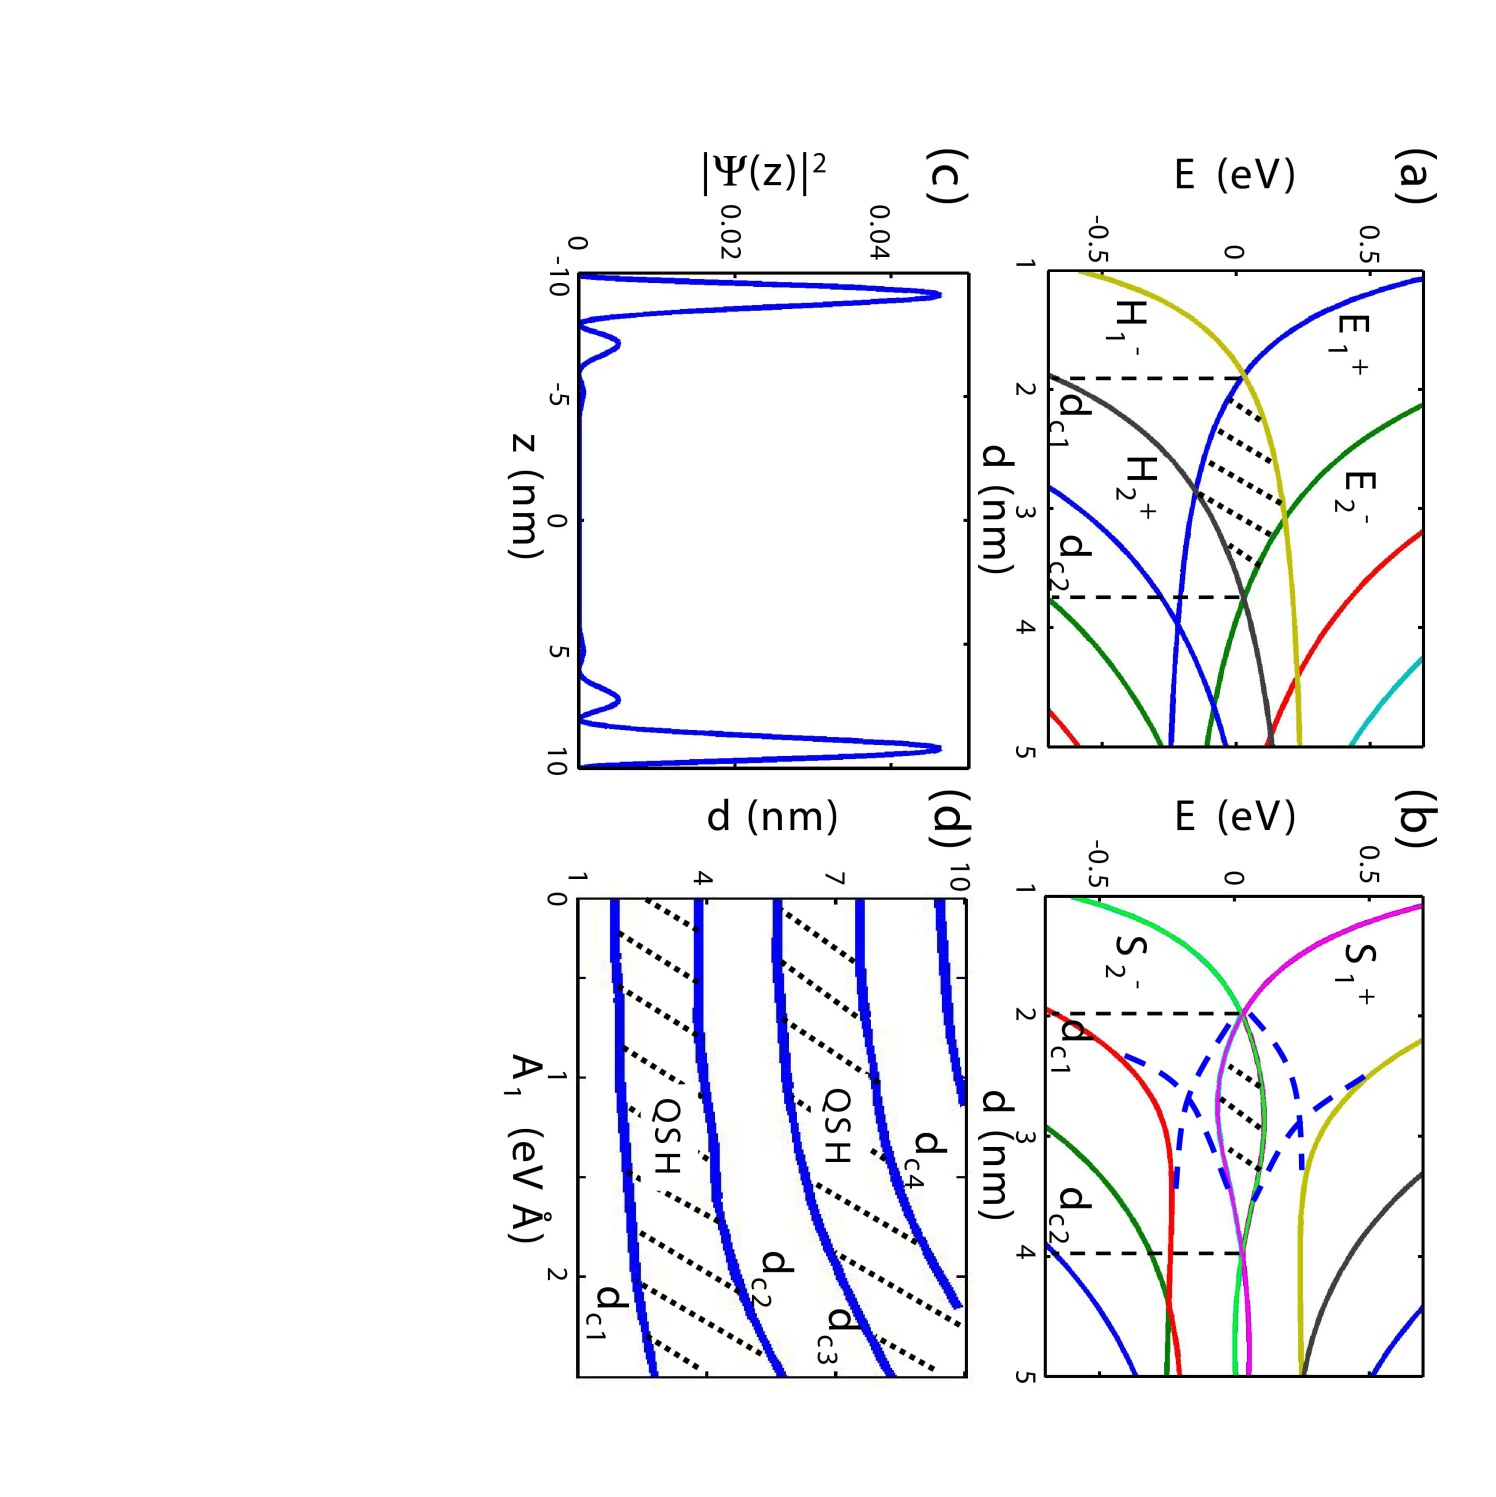 (a)
E (eV)
0.5
0
-0.5
E1+
E2-
H1-
H2+
dc1
dc2
1
2
3
4
5
d (nm)
(b)
E (eV)
0.5
0
-0.5
S1+
S2-
dc1
dc2
1
2
3
4
5
d (nm)
(c)
|Ψ(z)|²
0.04
0.02
0
-10
-5
0
5
10
z (nm)
(d)
d (nm)
10
7
4
1
dc4
QSH
dc3
dc2
QSH
dc1
0
1
2
A1 (eV Å)